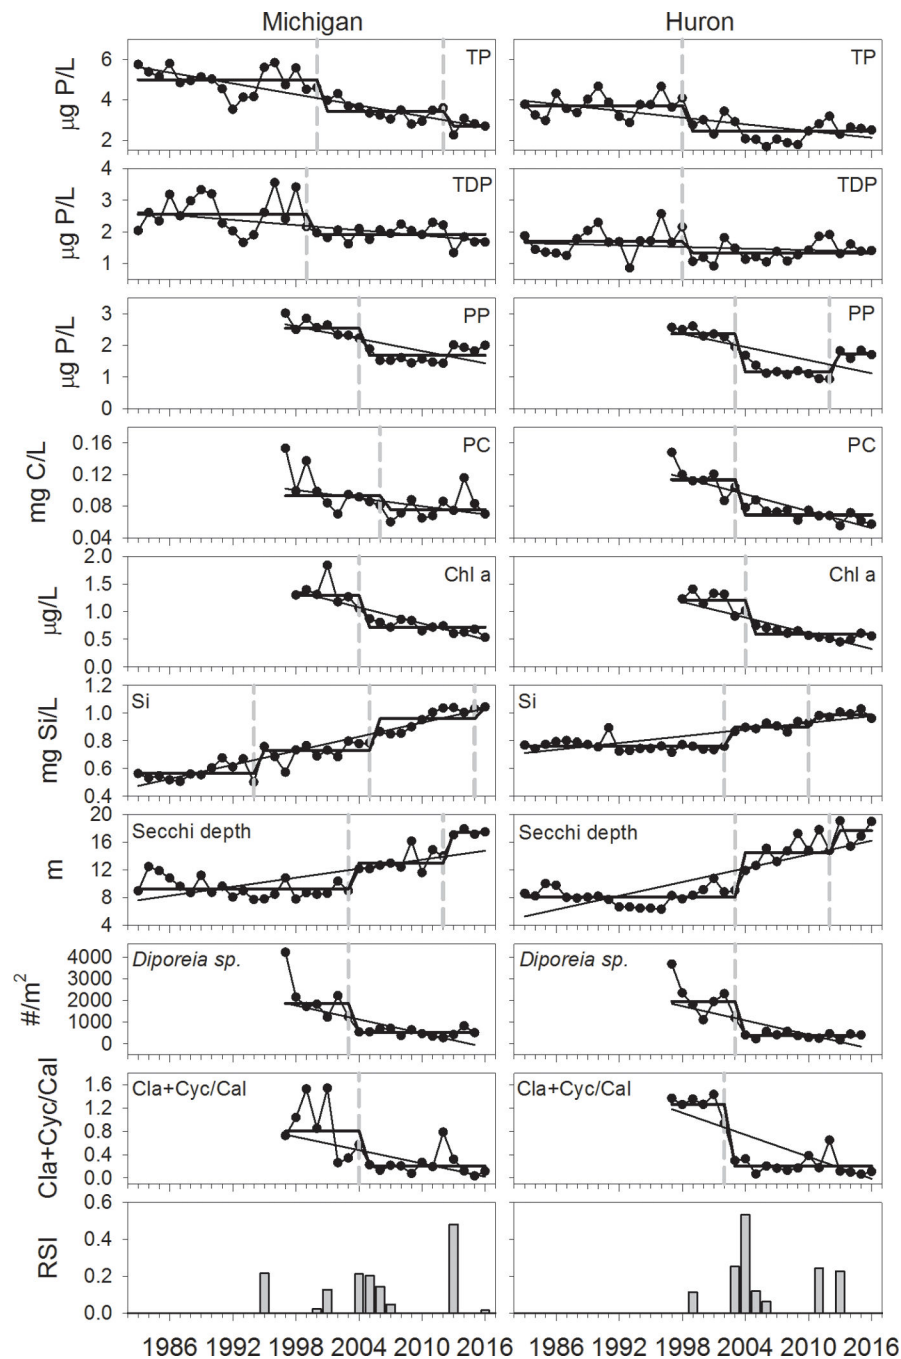 Michigan Huron
TP TP
6
4
2
µg P/L
TDP TDP
4
3
2
1
µg P/L
PP PP
3
2
1
0
µg P/L
PC PC
0.16
0.12
0.08
0.04
mg C/L
Chl a Chl a
2.0
1.5
1.0
0.5
0.0
µg/L
Si Si
1.2
1.0
0.8
0.6
0.4
mg Si/L
Secchi depth Secchi depth
20
16
12
8
4
m
Diporeia sp. Diporeia sp.
4000
3000
2000
1000
0
#/m²
Cla+Cyc/Cal Cla+Cyc/Cal
1.6
1.2
0.8
0.4
0.0
Cla+Cyc/Cal
0.6
0.4
0.2
0.0
RSI
1986 1992 1998 2004 2010 2016 1986 1992 1998 2004 2010 2016